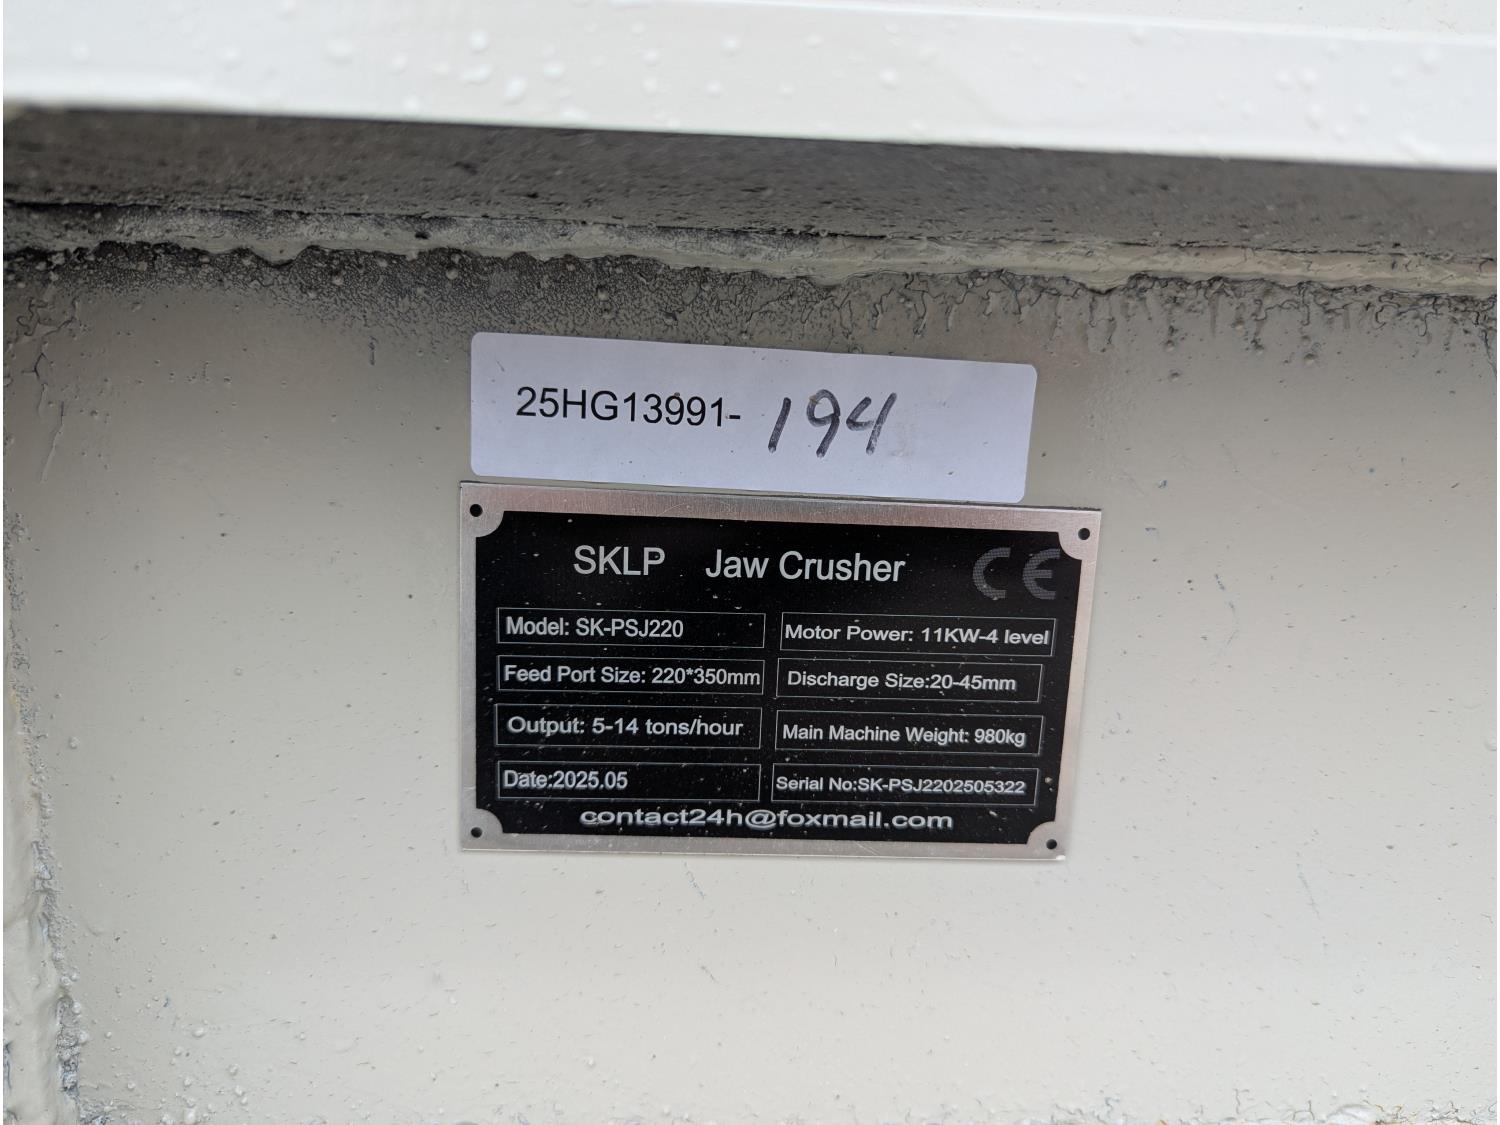 25HG13991- 194
SKLP Jaw Crusher CE
Model: SK-PSJ220
Motor Power: 11KW-4 level
Feed Port Size: 220*350mm
Discharge Size:20-45mm
Output: 5-14 tons/hour
Main Machine Weight: 980kg
Date:2025.05
Serial No:SK-PSJ2202505322
contact24h@foxmail.com